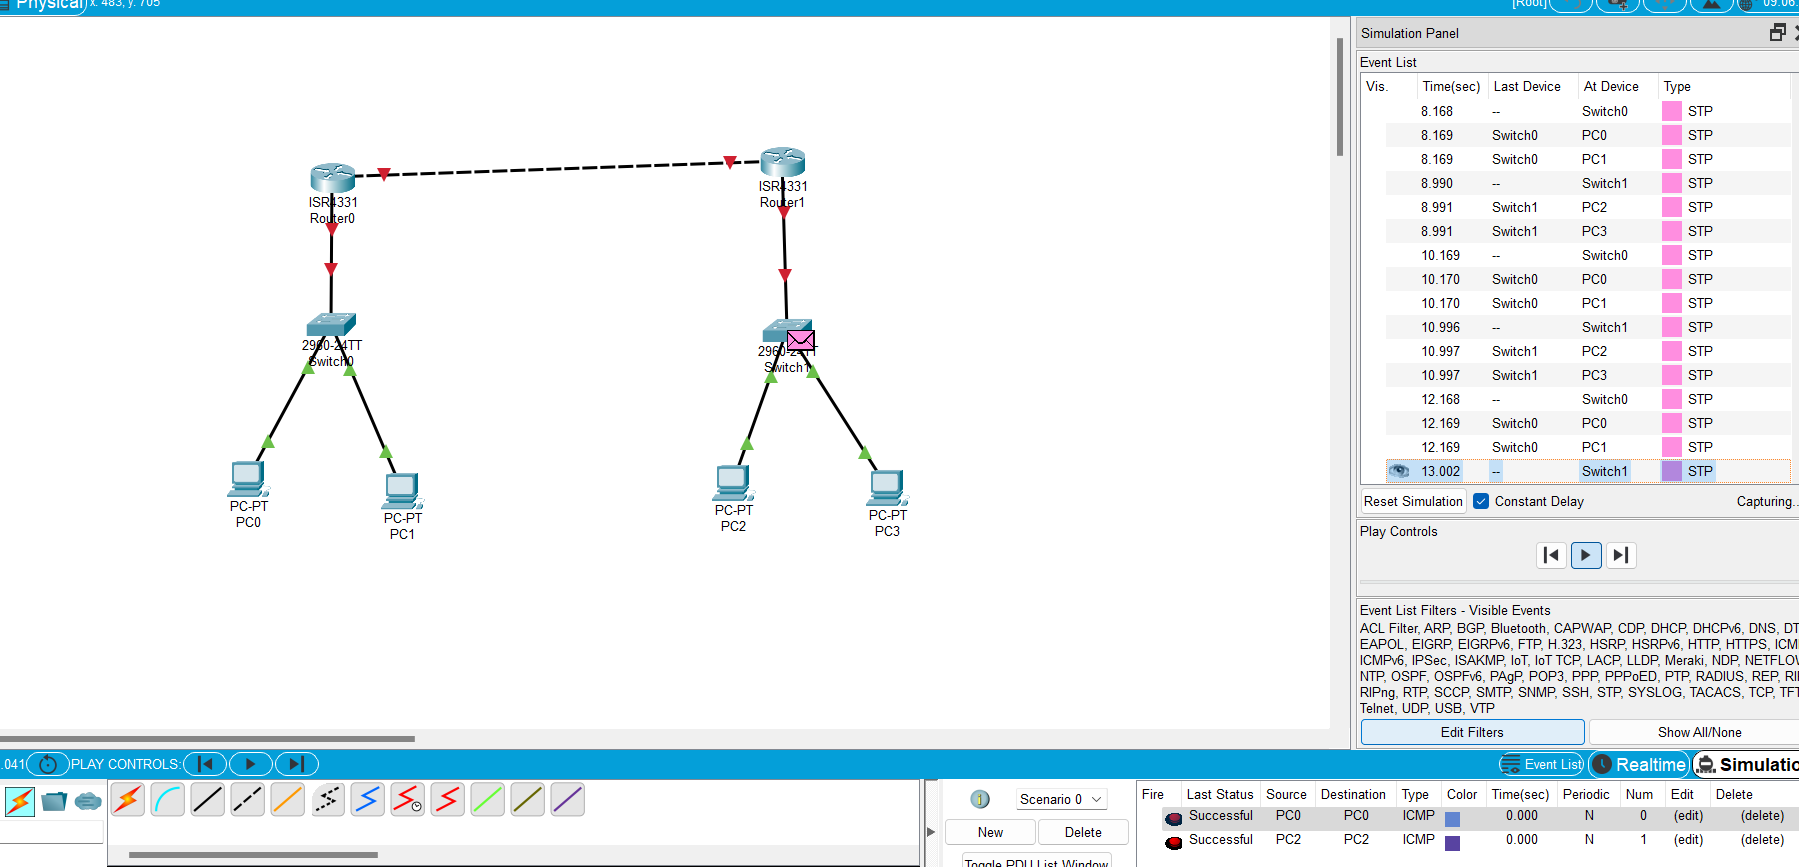 Physical x: 483, y: 705
[Root]
09:06:
ISR4331
Router0
ISR4331
Router1
2960-24TT
Switch0
2960-24TT
Switch1
PC-PT
PC0
PC-PT
PC1
PC-PT
PC2
PC-PT
PC3
Simulation Panel
Event List
Vis. Time(sec) Last Device At Device Type
8.168 -- Switch0 STP
8.169 Switch0 PC0 STP
8.169 Switch0 PC1 STP
8.990 -- Switch1 STP
8.991 Switch1 PC2 STP
8.991 Switch1 PC3 STP
10.169 -- Switch0 STP
10.170 Switch0 PC0 STP
10.170 Switch0 PC1 STP
10.996 -- Switch1 STP
10.997 Switch1 PC2 STP
10.997 Switch1 PC3 STP
12.168 -- Switch0 STP
12.169 Switch0 PC0 STP
12.169 Switch0 PC1 STP
13.002 -- Switch1 STP
Reset Simulation Constant Delay Capturing..
Play Controls
Event List Filters - Visible Events
ACL Filter, ARP, BGP, Bluetooth, CAPWAP, CDP, DHCP, DHCPv6, DNS, DT
EAPOL, EIGRP, EIGRPv6, FTP, H.323, HSRP, HSRPv6, HTTP, HTTPS, ICM
ICMPv6, IPSec, ISAKMP, IoT, IoT TCP, LACP, LLDP, Meraki, NDP, NETFLOW
NTP, OSPF, OSPFv6, PAgP, POP3, PPP, PPPoED, PTP, RADIUS, REP, RI
RIPng, RTP, SCCP, SMTP, SNMP, SSH, STP, SYSLOG, TACACS, TCP, TFT
Telnet, UDP, USB, VTP
Edit Filters Show All/None
.041 PLAY CONTROLS: Event List Realtime Simulatio
Scenario 0
New Delete
Toggle PDU List Window
Fire Last Status Source Destination Type Color Time(sec) Periodic Num Edit Delete
Successful PC0 PC0 ICMP 0.000 N 0 (edit) (delete)
Successful PC2 PC2 ICMP 0.000 N 1 (edit) (delete)